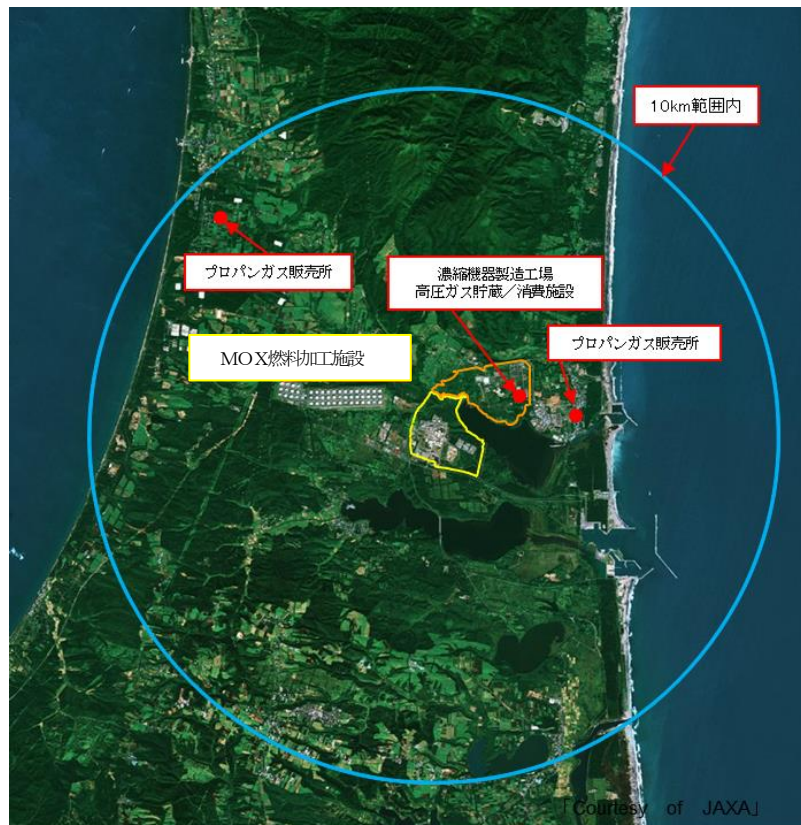 10km範囲内
プロパンガス販売所
濃縮機器製造工場
高圧ガス貯蔵/消費施設
プロパンガス販売所
MOX燃料加工施設
「Courtesy of JAXA」